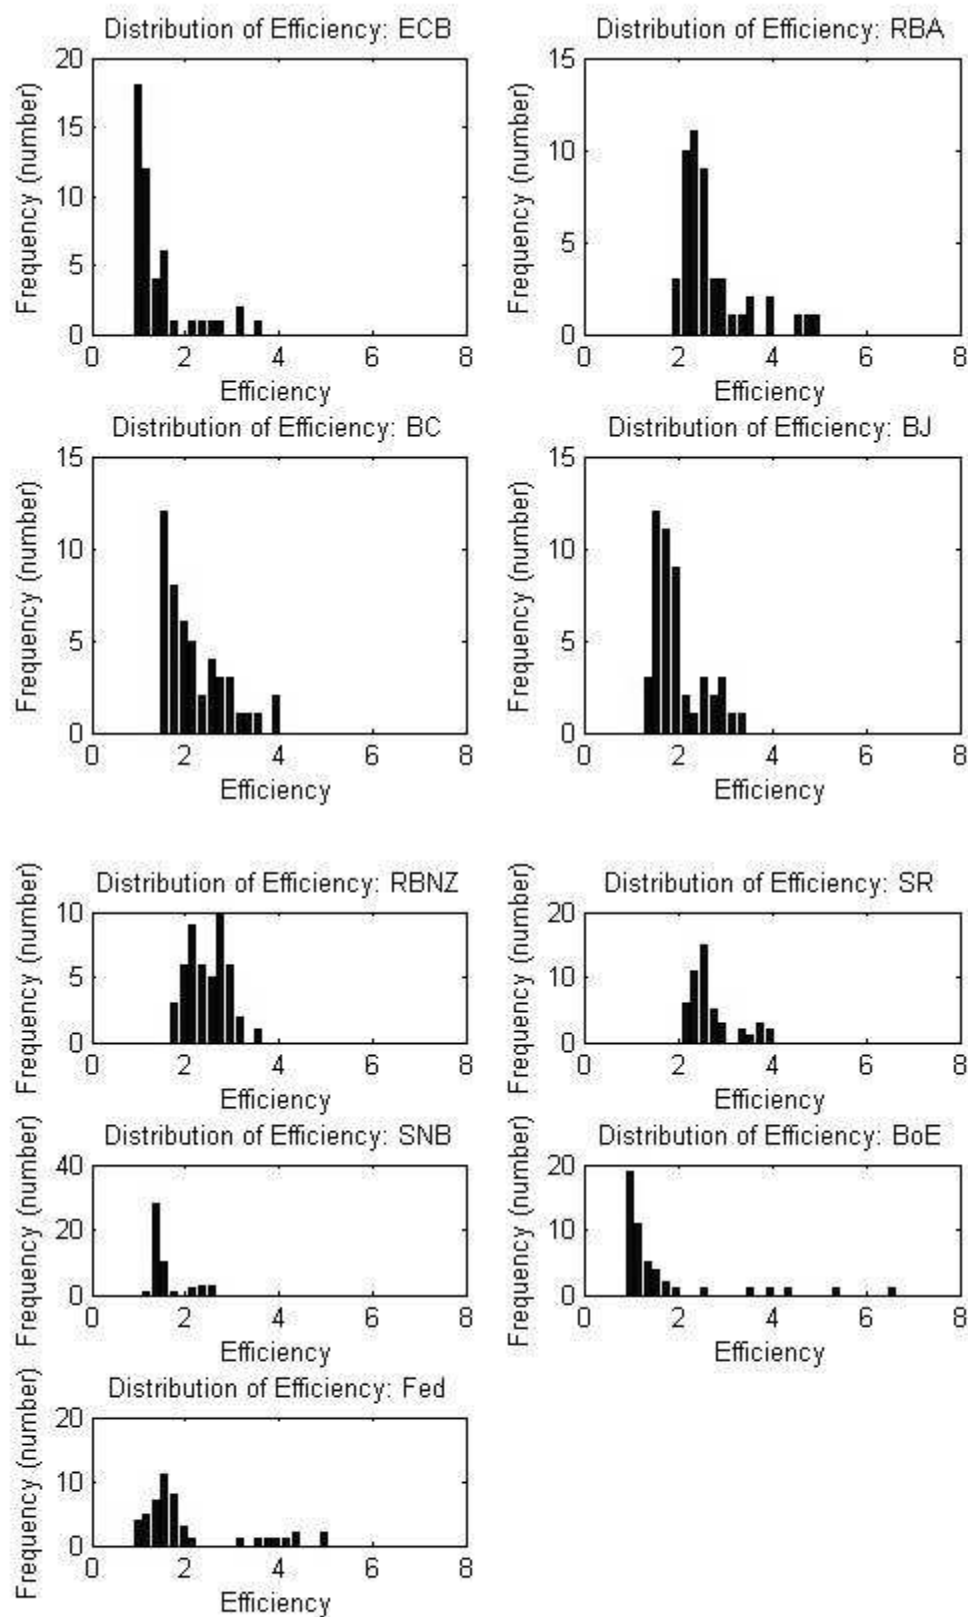 Distribution of Efficiency: ECB
Frequency (number)
20
15
10
5
0
0 2 4 6 8
Efficiency
Distribution of Efficiency: RBA
Frequency (number)
15
10
5
0
0 2 4 6 8
Efficiency
Distribution of Efficiency: BC
Frequency (number)
15
10
5
0
0 2 4 6 8
Efficiency
Distribution of Efficiency: BJ
Frequency (number)
15
10
5
0
0 2 4 6 8
Efficiency
Distribution of Efficiency: RBNZ
Frequency (number)
10
5
0
0 2 4 6 8
Efficiency
Distribution of Efficiency: SR
Frequency (number)
20
10
0
0 2 4 6 8
Efficiency
Distribution of Efficiency: SNB
Frequency (number)
40
20
0
0 2 4 6 8
Efficiency
Distribution of Efficiency: BoE
Frequency (number)
20
10
0
0 2 4 6 8
Efficiency
Distribution of Efficiency: Fed
Frequency (number)
20
10
0
0 2 4 6 8
Efficiency